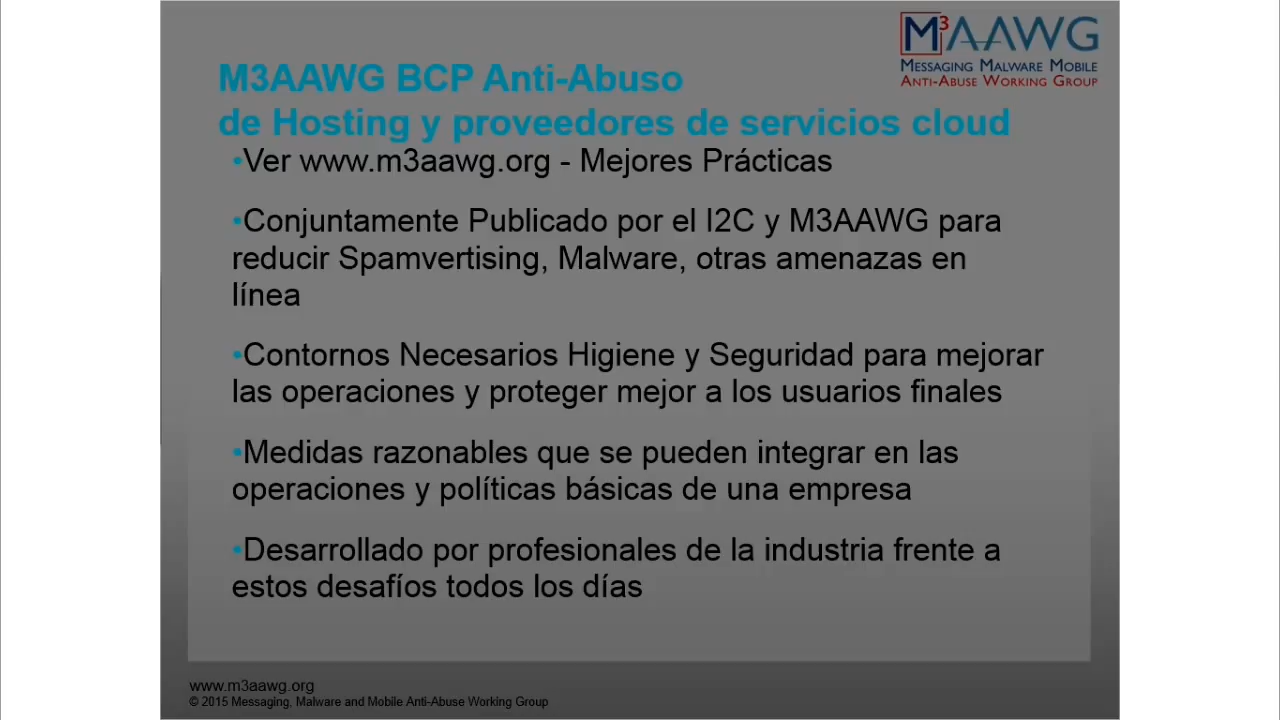 M3AAWG
MESSAGING MALWARE MOBILE
ANTI-ABUSE WORKING GROUP
M3AAWG BCP Anti-Abuso
de Hosting y proveedores de servicios cloud
•Ver www.m3aawg.org - Mejores Prácticas
•Conjuntamente Publicado por el I2C y M3AAWG para
reducir Spamvertising, Malware, otras amenazas en
línea
•Contornos Necesarios Higiene y Seguridad para mejorar
las operaciones y proteger mejor a los usuarios finales
•Medidas razonables que se pueden integrar en las
operaciones y políticas básicas de una empresa
•Desarrollado por profesionales de la industria frente a
estos desafíos todos los días
www.m3aawg.org
© 2015 Messaging, Malware and Mobile Anti-Abuse Working Group